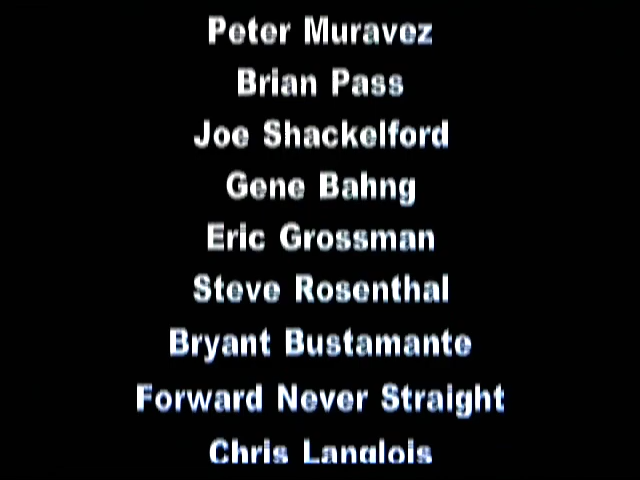 Peter Muravez
Brian Pass
Joe Shackelford
Gene Bahng
Eric Grossman
Steve Rosenthal
Bryant Bustamante
Forward Never Straight
Chris Langlois